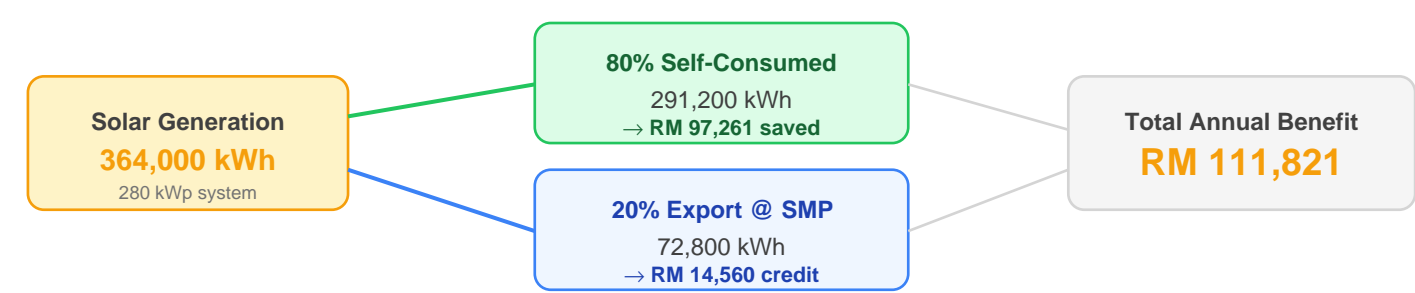 Solar Generation
364,000 kWh
280 kWp system
80% Self-Consumed
291,200 kWh
→ RM 97,261 saved
20% Export @ SMP
72,800 kWh
→ RM 14,560 credit
Total Annual Benefit
RM 111,821